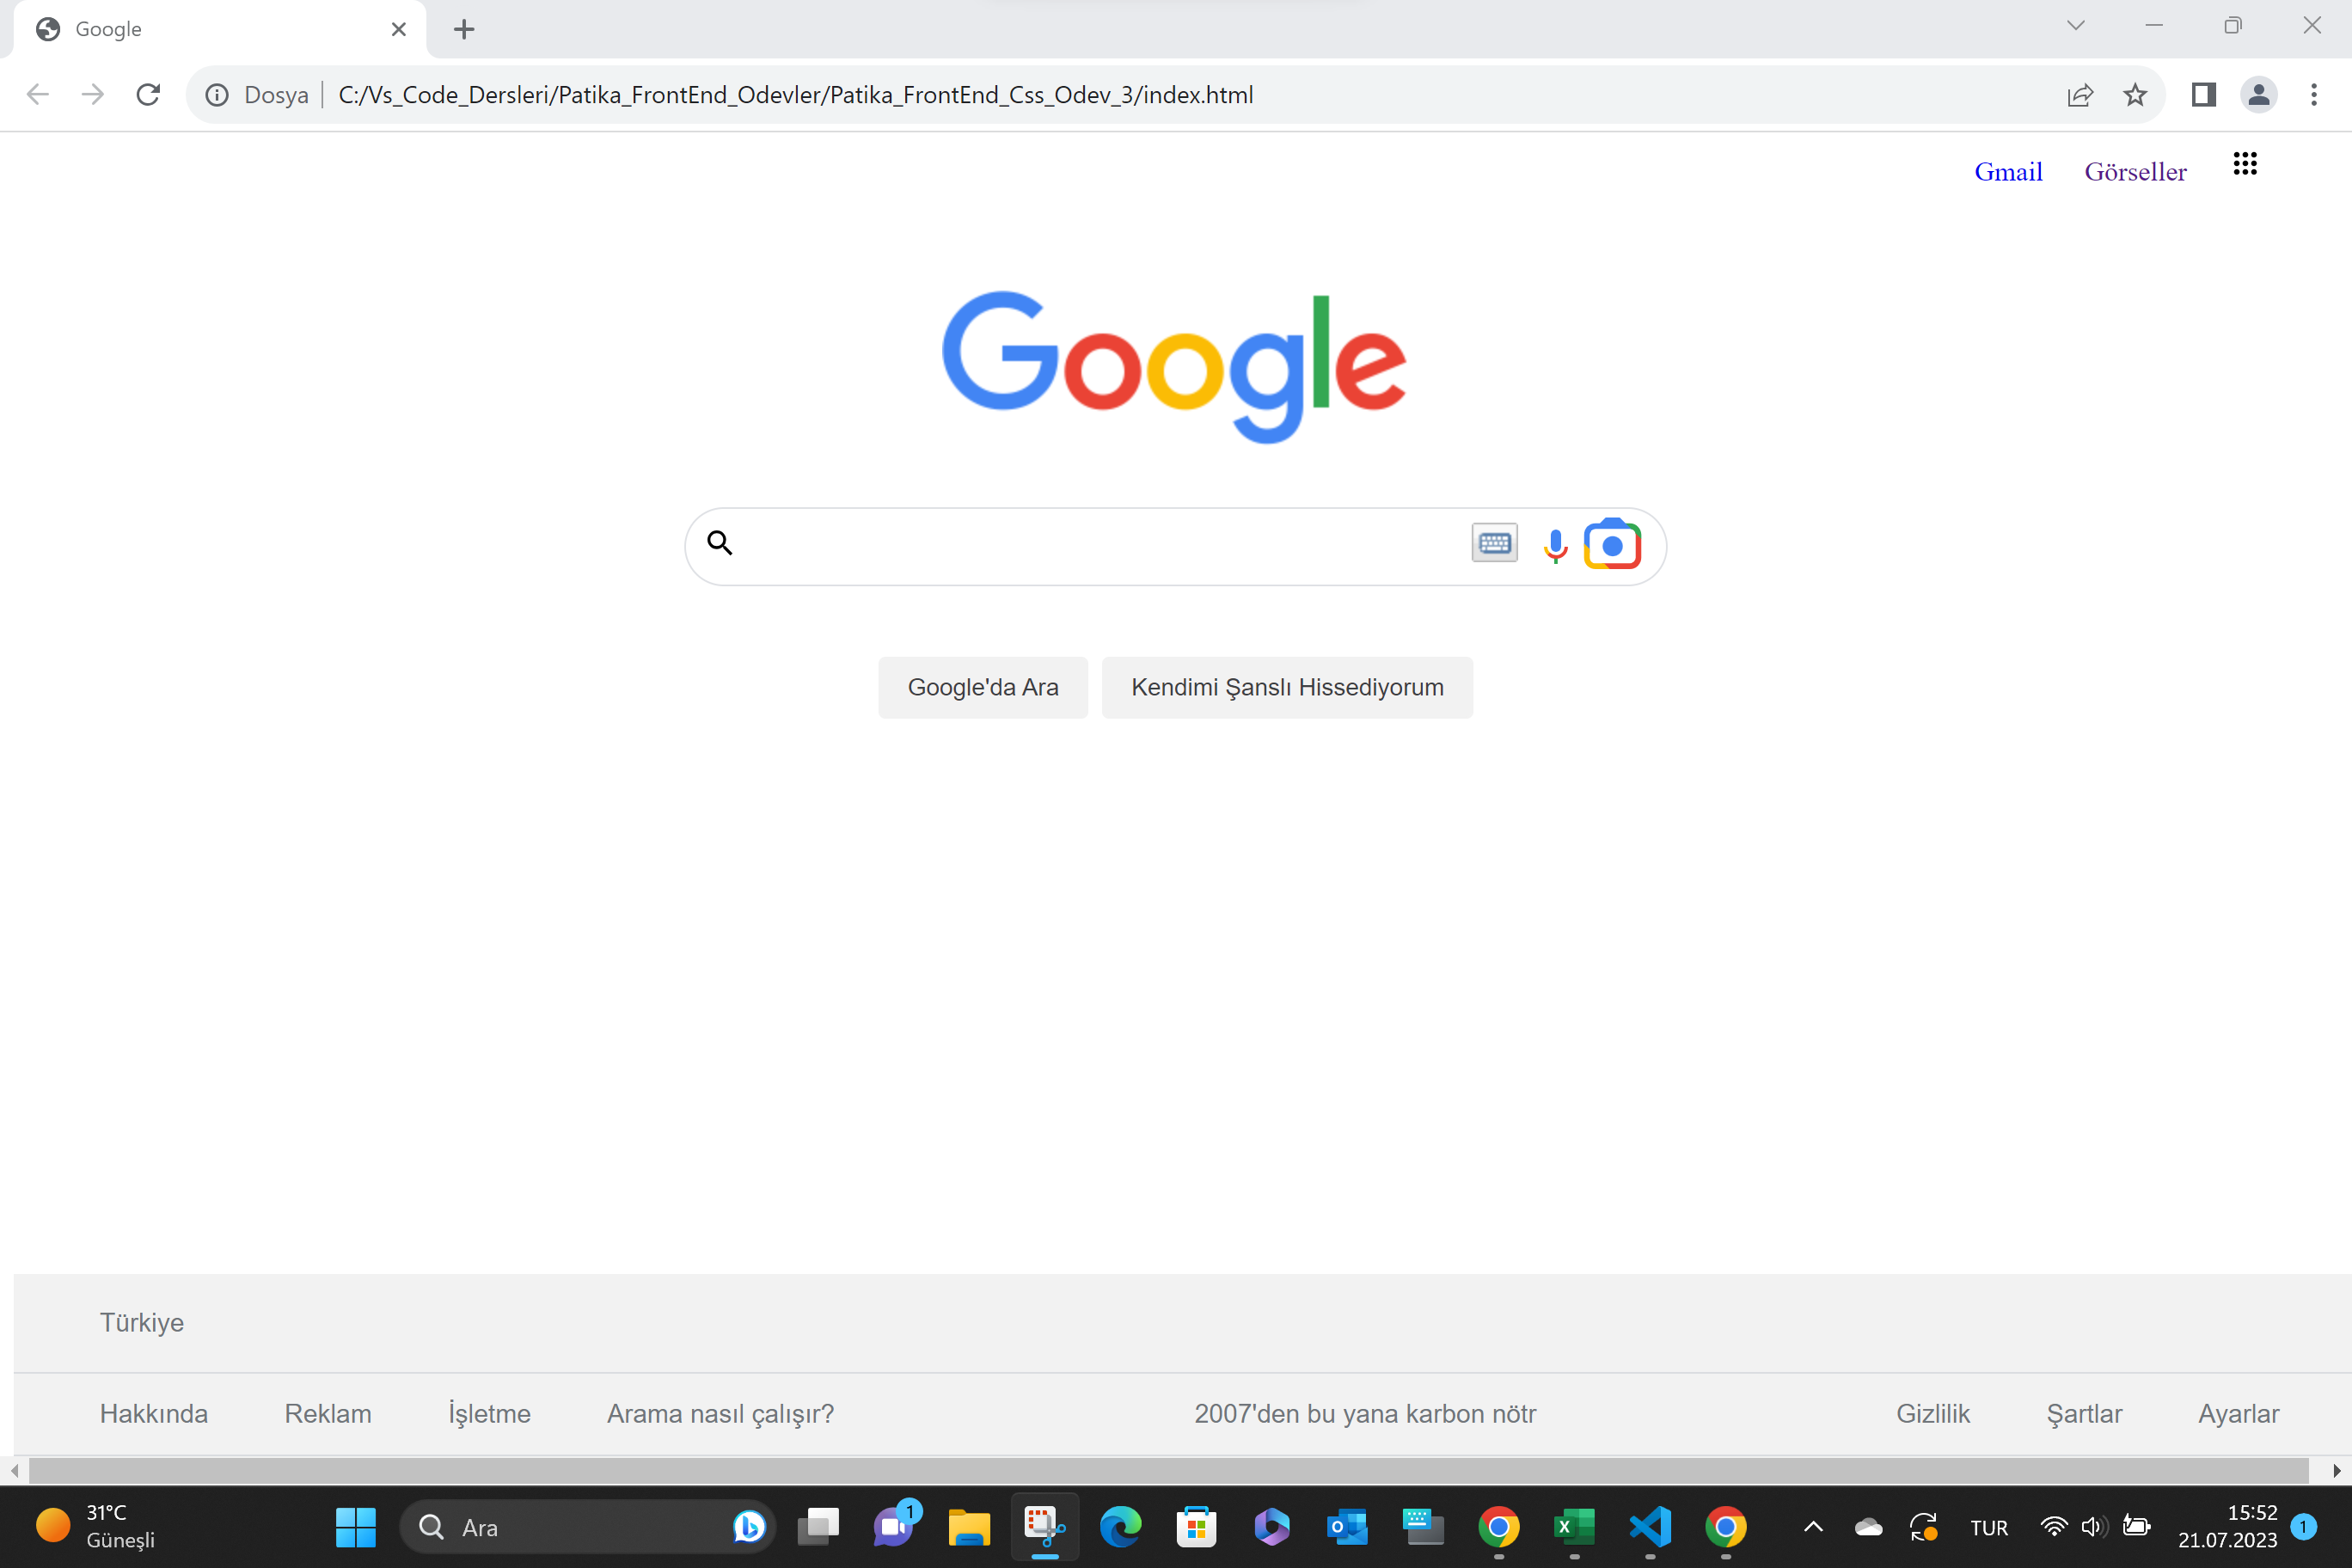 Google
Dosya C:/Vs_Code_Dersleri/Patika_FrontEnd_Odevler/Patika_FrontEnd_Css_Odev_3/index.html
Gmail Görseller
Google
Google'da Ara Kendimi Şanslı Hissediyorum
Türkiye
Hakkında Reklam İşletme Arama nasıl çalışır? 2007'den bu yana karbon nötr Gizlilik Şartlar Ayarlar
31°C
Güneşli
Ara
1
TUR
15:52
21.07.2023
1